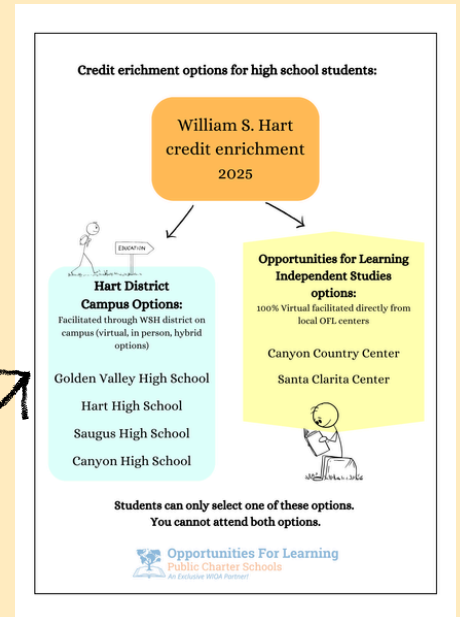 Credit erichment options for high school students:
William S. Hart
credit enrichment
2025
EDUCATION
Hart District
Campus Options:
Facilitated through WSH district on
campus (virtual, in person, hybrid
options)
Golden Valley High School
Hart High School
Saugus High School
Canyon High School
Opportunities for Learning
Independent Studies
options:
100% Virtual facilitated directly from
local OFL centers
Canyon Country Center
Santa Clarita Center
Students can only select one of these options.
You cannot attend both options.
Opportunities For Learning
Public Charter Schools
An Exclusive WIOA Partner!